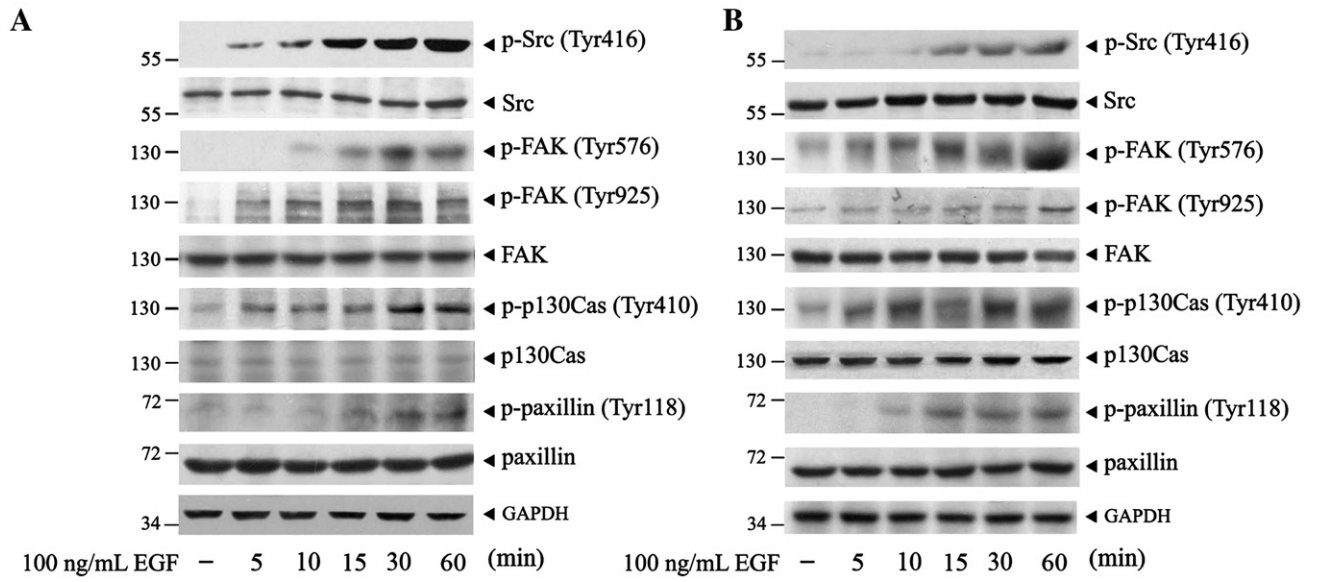 A
55 p-Src (Tyr416)
55 Src
130 p-FAK (Tyr576)
130 p-FAK (Tyr925)
130 FAK
130 p-p130Cas (Tyr410)
130 p130Cas
72 p-paxillin (Tyr118)
72 paxillin
34 GAPDH
100 ng/mL EGF – 5 10 15 30 60 (min)
B
55 p-Src (Tyr416)
55 Src
130 p-FAK (Tyr576)
130 p-FAK (Tyr925)
130 FAK
130 p-p130Cas (Tyr410)
130 p130Cas
72 p-paxillin (Tyr118)
72 paxillin
34 GAPDH
100 ng/mL EGF – 5 10 15 30 60 (min)